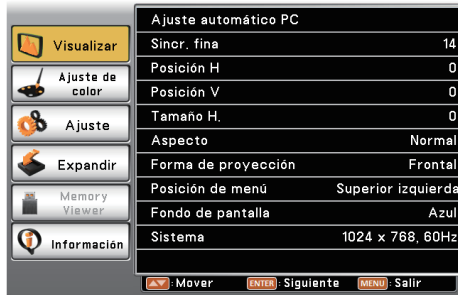 Visualizar
Ajuste de
color
Ajuste
Expandir
Memory
Viewer
Información
Ajuste automático PC
Sincr. fina 14
Posición H 0
Posición V 0
Tamaño H. 0
Aspecto Normal
Forma de proyección Frontal
Posición de menú Superior izquierda
Fondo de pantalla Azul
Sistema 1024 x 768, 60Hz
:Mover ENTER :Siguiente MENU :Salir